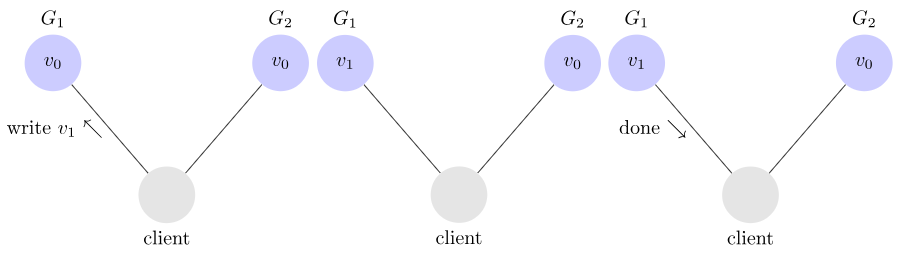 G₁ G₂ G₁ G₂ G₁ G₂
v₀ v₀ v₁ v₀ v₁ v₀
write v₁ done
client client client